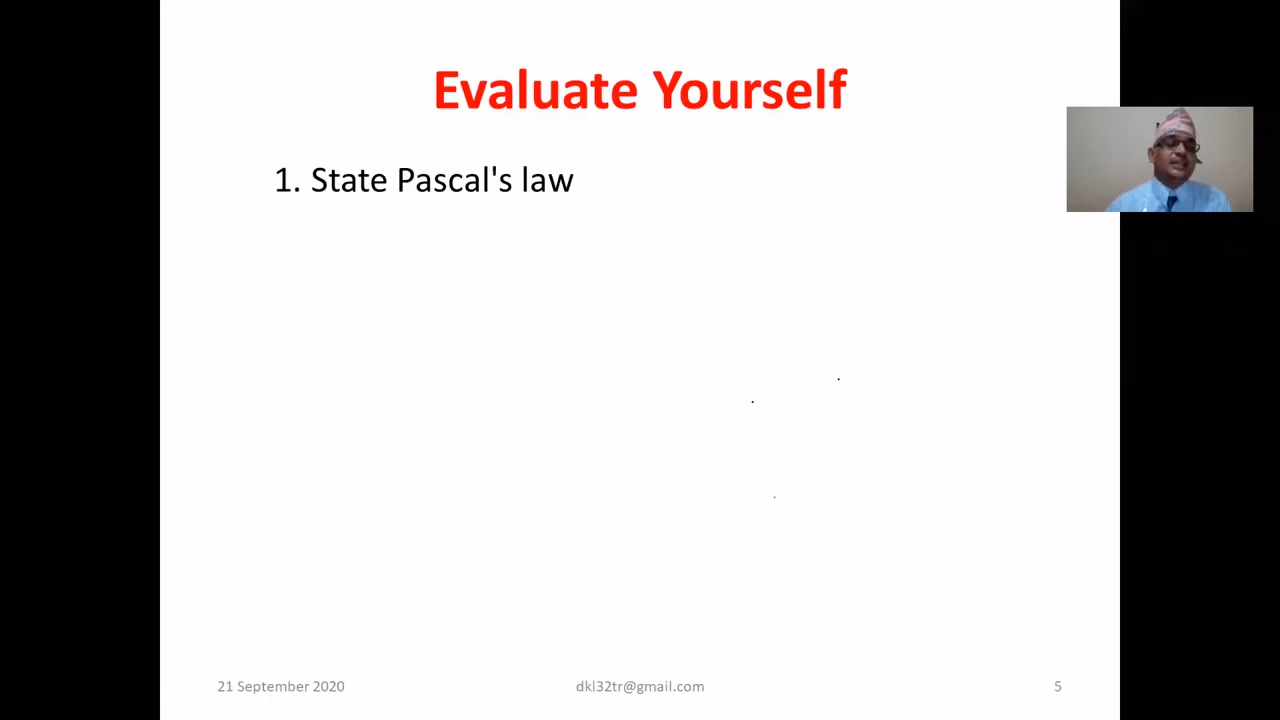 Evaluate Yourself
1. State Pascal's law
21 September 2020
dkl32tr@gmail.com
5